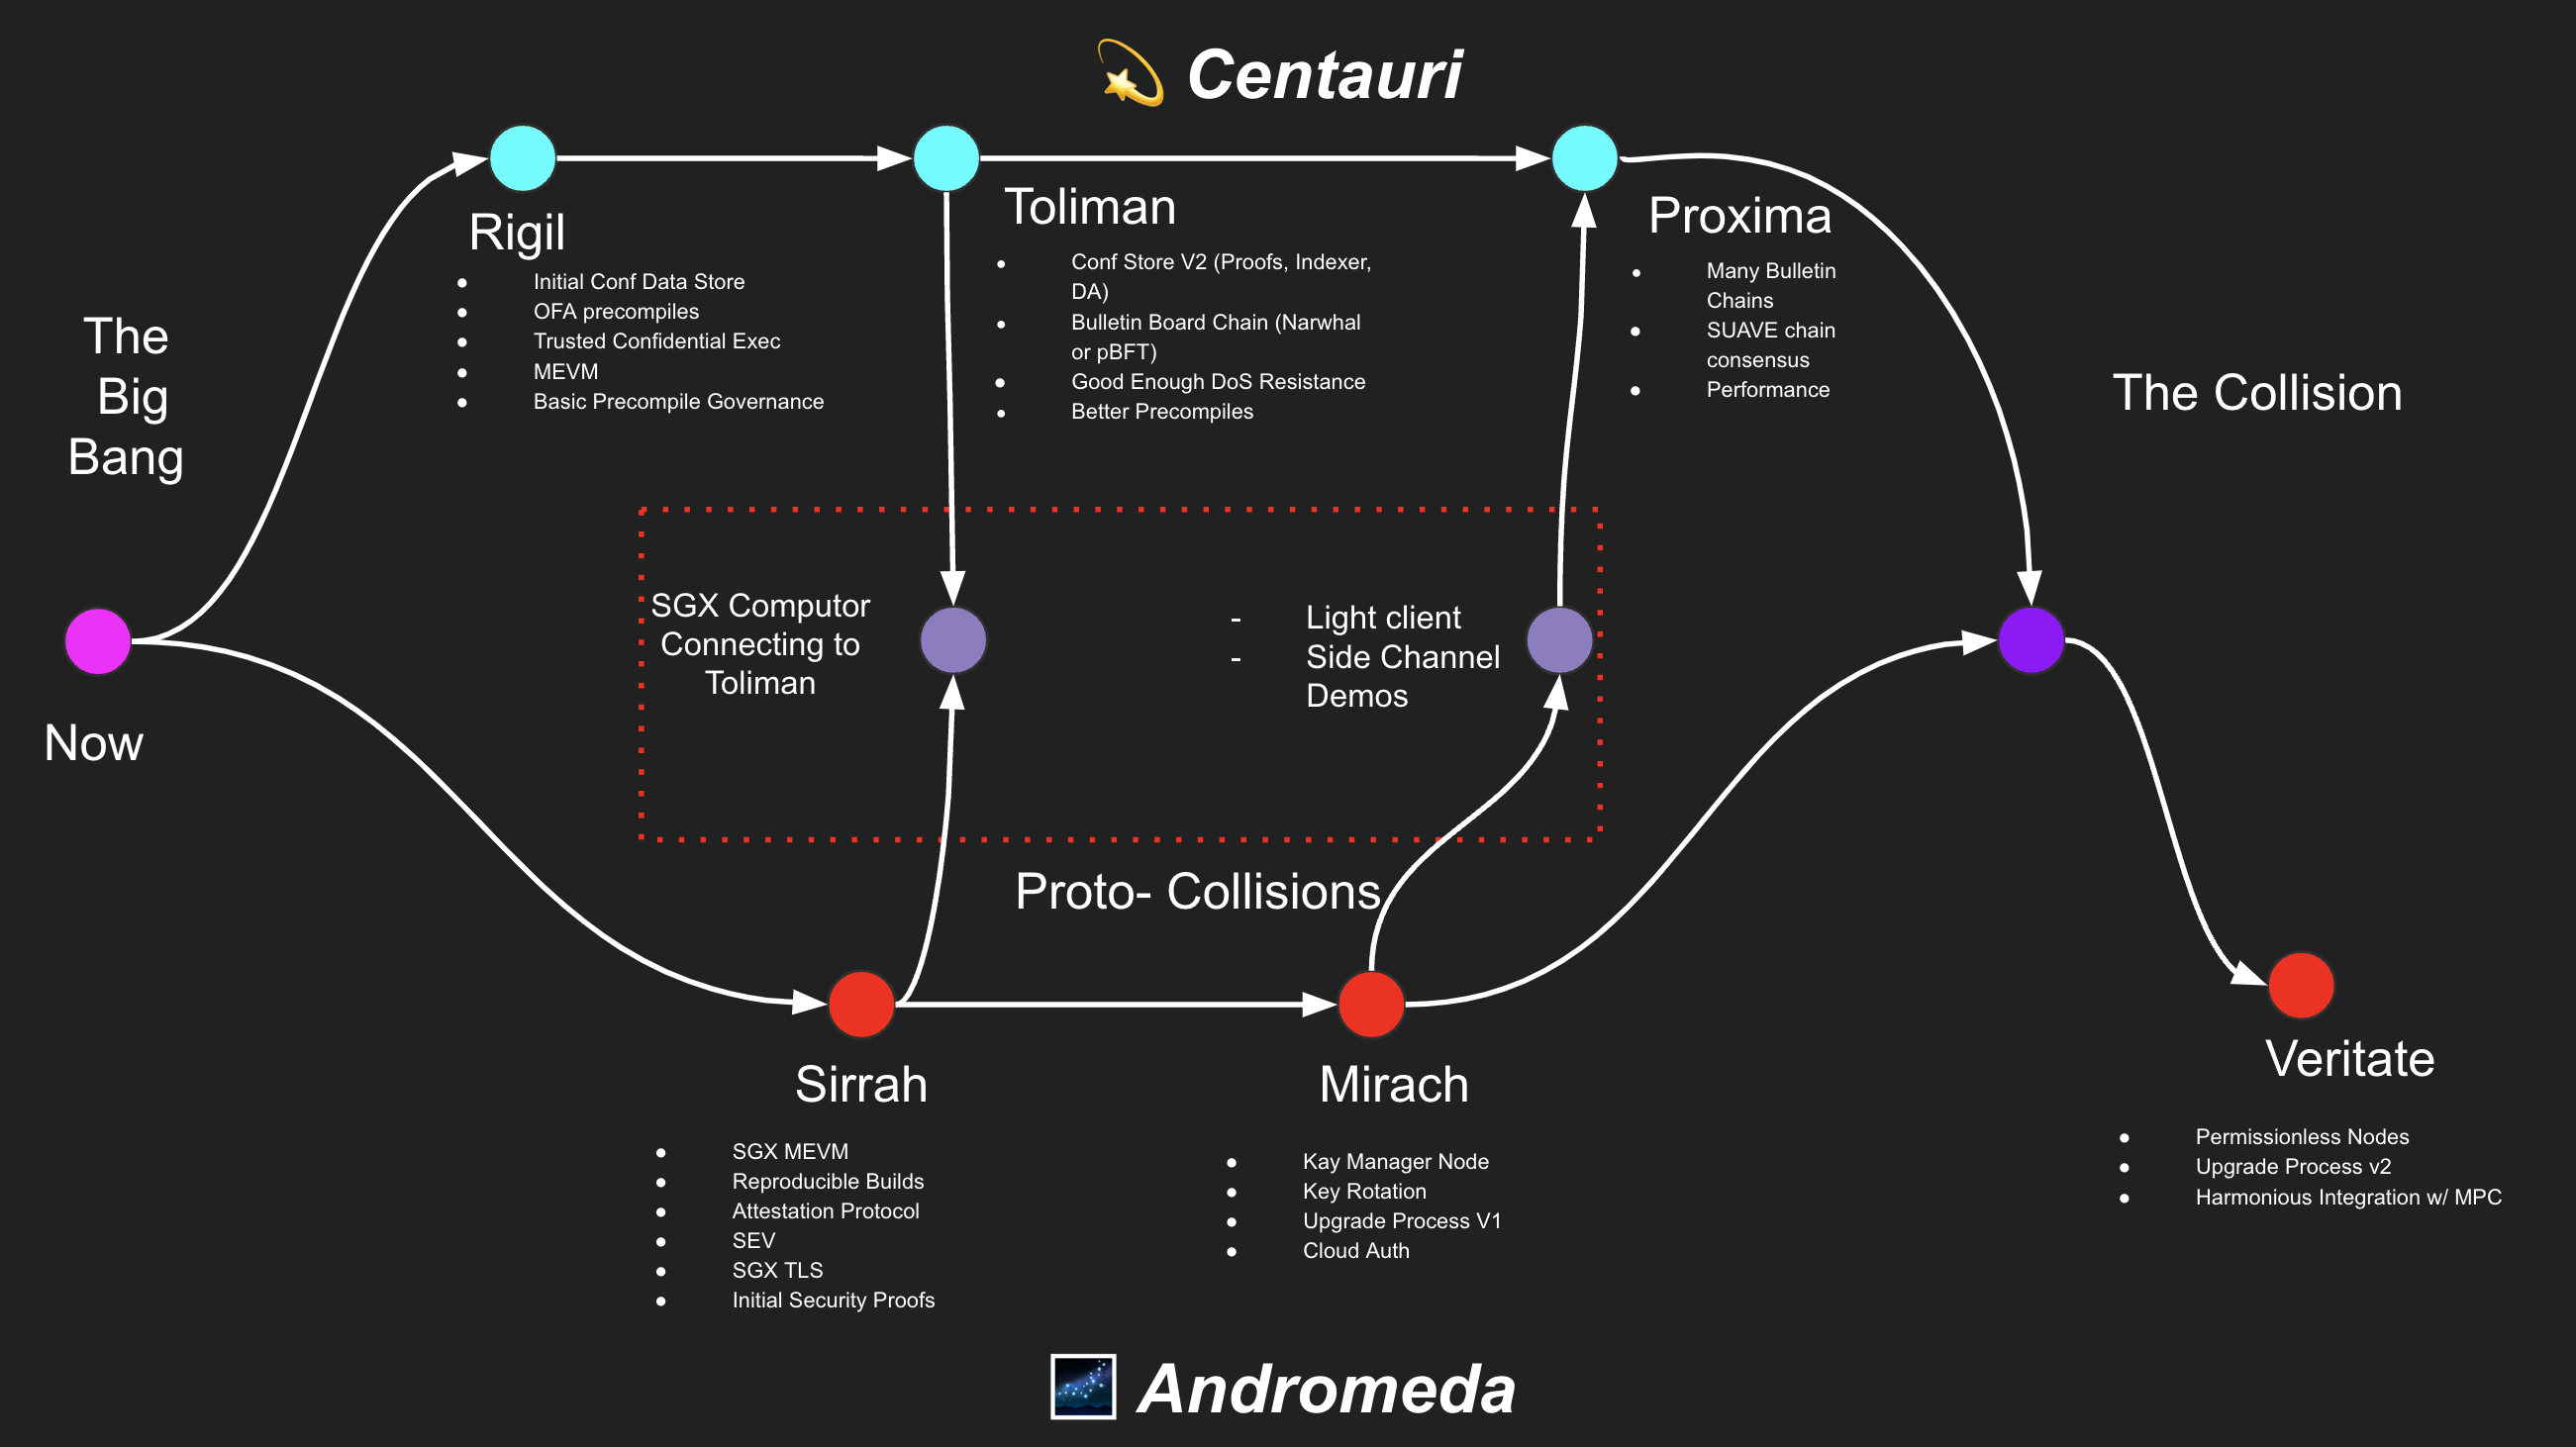 Centauri
The
Big
Bang
Now
Rigil
● Initial Conf Data Store
● OFA precompiles
● Trusted Confidential Exec
● MEVM
● Basic Precompile Governance
Toliman
● Conf Store V2 (Proofs, Indexer,
DA)
● Bulletin Board Chain (Narwhal
or pBFT)
● Good Enough DoS Resistance
● Better Precompiles
Proxima
● Many Bulletin
Chains
● SUAVE chain
consensus
● Performance
The Collision
SGX Computor
Connecting to
Toliman
- Light client
- Side Channel
Demos
Proto- Collisions
Sirrah
● SGX MEVM
● Reproducible Builds
● Attestation Protocol
● SEV
● SGX TLS
● Initial Security Proofs
Mirach
● Kay Manager Node
● Key Rotation
● Upgrade Process V1
● Cloud Auth
Veritate
● Permissionless Nodes
● Upgrade Process v2
● Harmonious Integration w/ MPC
Andromeda